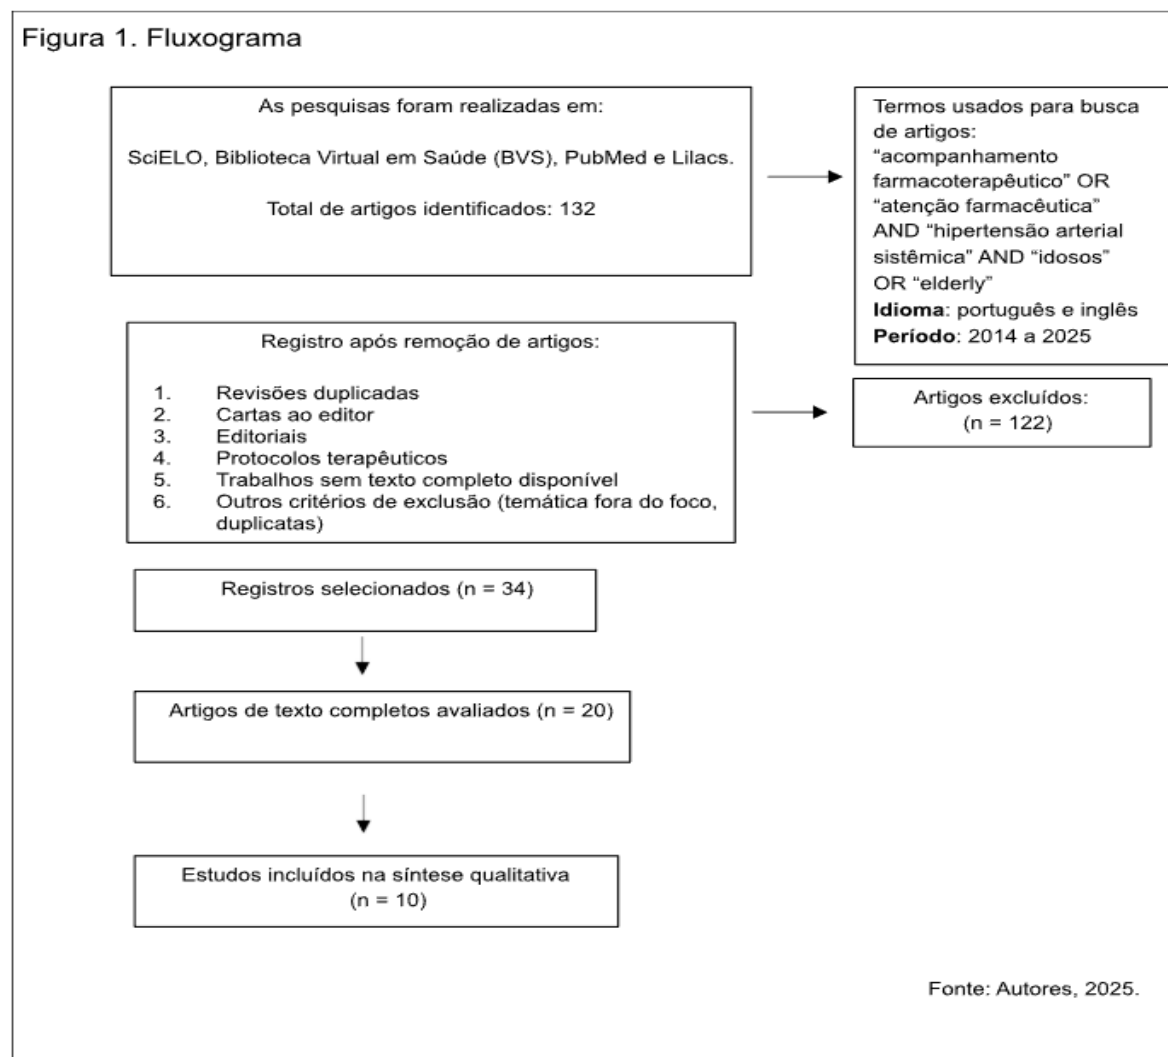 Figura 1. Fluxograma
As pesquisas foram realizadas em:
SciELO, Biblioteca Virtual em Saúde (BVS), PubMed e Lilacs.
Total de artigos identificados: 132
Termos usados para busca
de artigos:
“acompanhamento
farmacoterapêutico” OR
“atenção farmacêutica”
AND “hipertensão arterial
sistêmica” AND “idosos”
OR “elderly”
Idioma: português e inglês
Período: 2014 a 2025
Registro após remoção de artigos:
1. Revisões duplicadas
2. Cartas ao editor
3. Editoriais
4. Protocolos terapêuticos
5. Trabalhos sem texto completo disponível
6. Outros critérios de exclusão (temática fora do foco,
duplicatas)
Artigos excluídos:
(n = 122)
Registros selecionados (n = 34)
Artigos de texto completos avaliados (n = 20)
Estudos incluídos na síntese qualitativa
(n = 10)
Fonte: Autores, 2025.